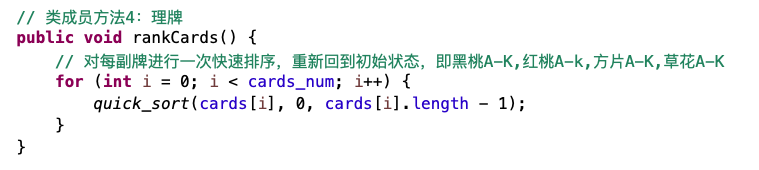 // 类成员方法4: 理牌
public void rankCards() {
    // 对每副牌进行一次快速排序, 重新回到初始状态, 即黑桃A-K,红桃A-k,方片A-K,草花A-K
    for (int i = 0; i < cards_num; i++) {
        quick_sort(cards[i], 0, cards[i].length - 1);
    }
}